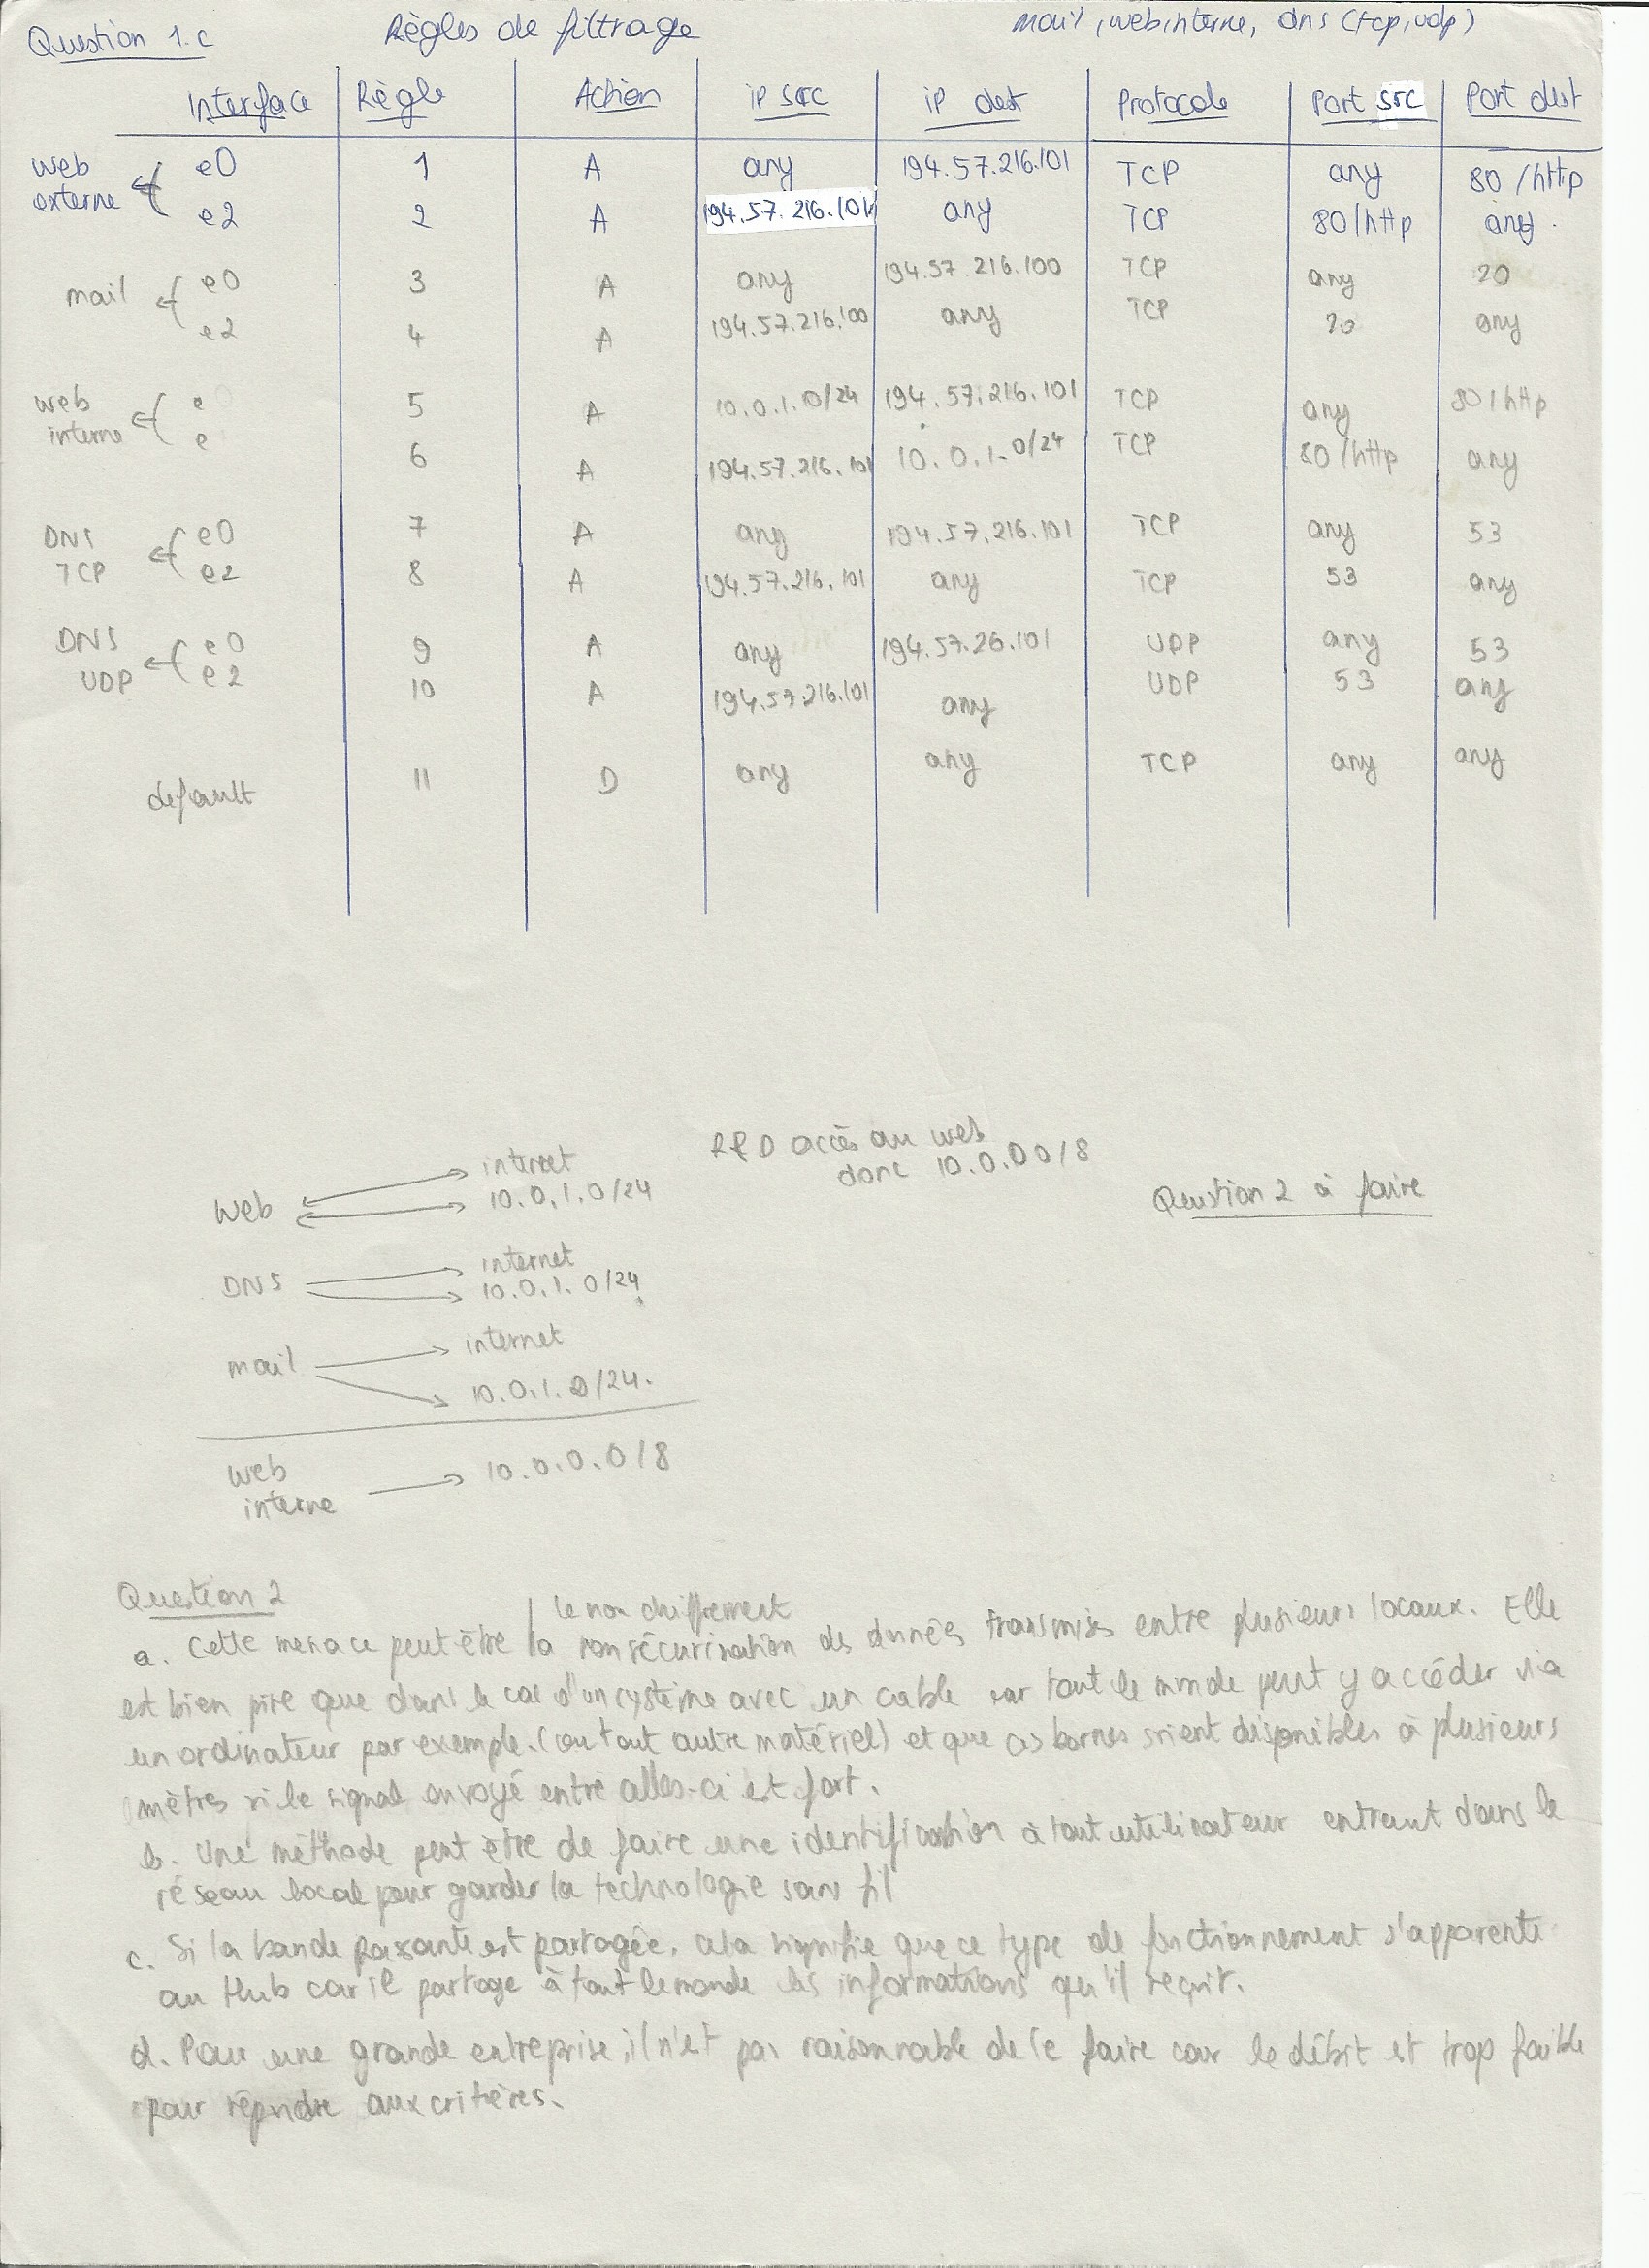 Question 1.c Règles de filtrage mail, web interne, dns (tcp, udp)
Interface Règle Action iP src iP dest Protocole Port src Port dest
web externe e0 1 A any 194.57.216.101 TCP any 80 /http
e2 2 A 194.57.216.101 any TCP 80/http any
mail e0 3 A any 194.57.216.100 TCP any 20
e2 4 A 194.57.216.100 any TCP 20 any
web interne e 5 A 10.0.1.0/24 194.57.216.101 TCP any 80/http
e 6 A 194.57.216.101 10.0.1.0/24 TCP 80/http any
DNS TCP e0 7 A any 194.57.216.101 TCP any 53
e2 8 A 194.57.216.101 any TCP 53 any
DNS UDP e0 9 A any 194.57.26.101 UDP any 53
e2 10 A 194.57.216.101 any UDP 53 any
default 11 D any any TCP any any
R&D accès au web
donc 10.0.00/8
Question 2 à faire
internet
Web
10.0.1.0/24
internet
DNS
10.0.1.0/24
internet
mail
10.0.1.0/24.
web
interne
10.0.0.0/8
Question 2
le non chiffrement
a. Cette menace peut être la non sécurisation des données transmises entre plusieurs locaux. Elle
est bien pire que dans le cas d'un système avec un cable car tout le monde peut y accéder via
un ordinateur par exemple. (ou tout autre matériel) et que ces bornes soient disponibles à plusieurs
mètres si le signal envoyé entre celles-ci est fort.
b. Une méthode peut être de faire une identification à tout utilisateur entrant dans le
réseau local pour garder la technologie sans fil
c. Si la bande passante est partagée, cela signifie que ce type de fonctionnement s'apparente
au Hub car il partage à tout le monde les informations qu'il reçoit.
d. Pour une grande entreprise, il n'est pas raisonnable de le faire car le débit est trop faible
pour répondre aux critères.